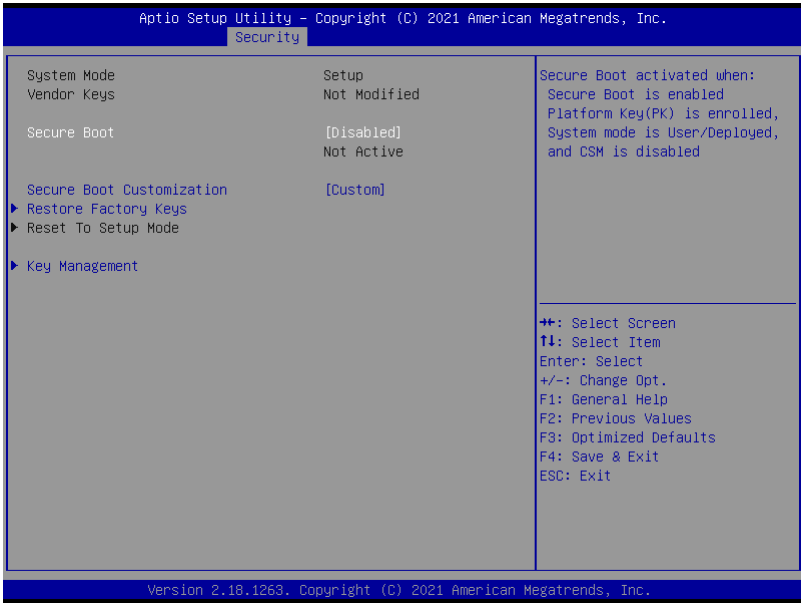 Aptio Setup Utility – Copyright (C) 2021 American Megatrends, Inc.
Security
System Mode Setup
Vendor Keys Not Modified
Secure Boot [Disabled]
Not Active
Secure Boot Customization [Custom]
Restore Factory Keys
Reset To Setup Mode
Key Management
Secure Boot activated when:
Secure Boot is enabled
Platform Key(PK) is enrolled,
System mode is User/Deployed,
and CSM is disabled
→←: Select Screen
↑↓: Select Item
Enter: Select
+/-: Change Opt.
F1: General Help
F2: Previous Values
F3: Optimized Defaults
F4: Save & Exit
ESC: Exit
Version 2.18.1263. Copyright (C) 2021 American Megatrends, Inc.